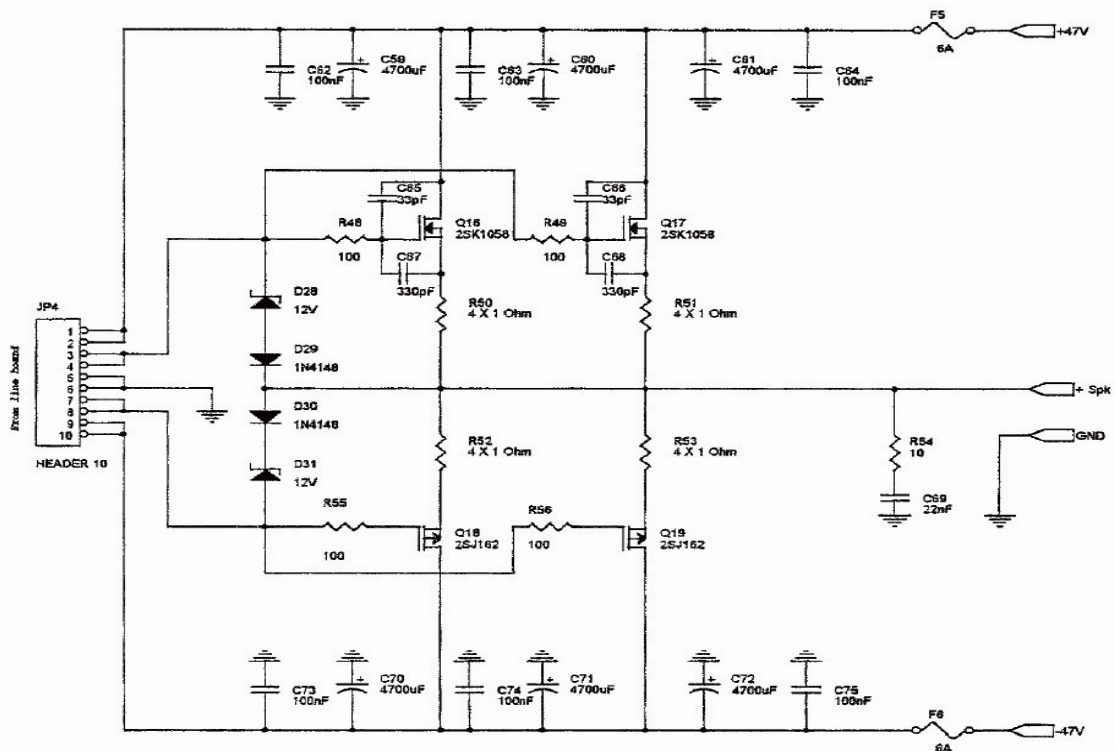 F5
6A
+47V
C62
100nF
C59
4700uF
C63
100nF
C60
4700uF
C61
4700uF
C64
100nF
C65
33pF
C66
33pF
Q16
2SK1058
Q17
2SK1058
R48
100
R49
100
C67
330pF
C68
330pF
D28
12V
R50
4 X 1 Ohm
R51
4 X 1 Ohm
JP4
1
2
3
4
5
6
7
8
9
10
From line board
HEADER 10
D29
1N4148
+ Spk
D30
1N4148
R52
4 X 1 Ohm
R53
4 X 1 Ohm
R54
10
GND
D31
12V
C69
22nF
R55
100
R56
100
Q18
2SJ162
Q19
2SJ162
C73
100nF
C70
4700uF
C74
100nF
C71
4700uF
C72
4700uF
C75
100nF
F6
6A
-47V